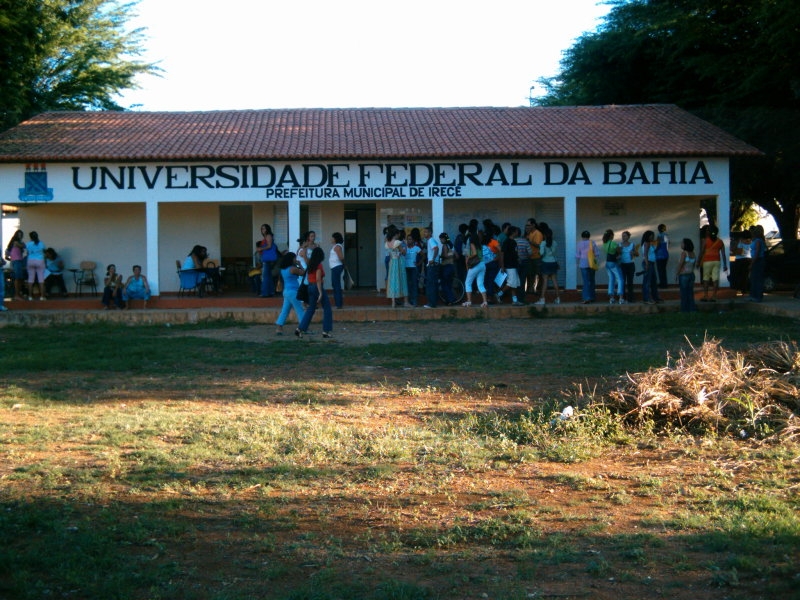 UNIVERSIDADE FEDERAL DA BAHIA
PREFEITURA MUNICIPAL DE IRECÊ